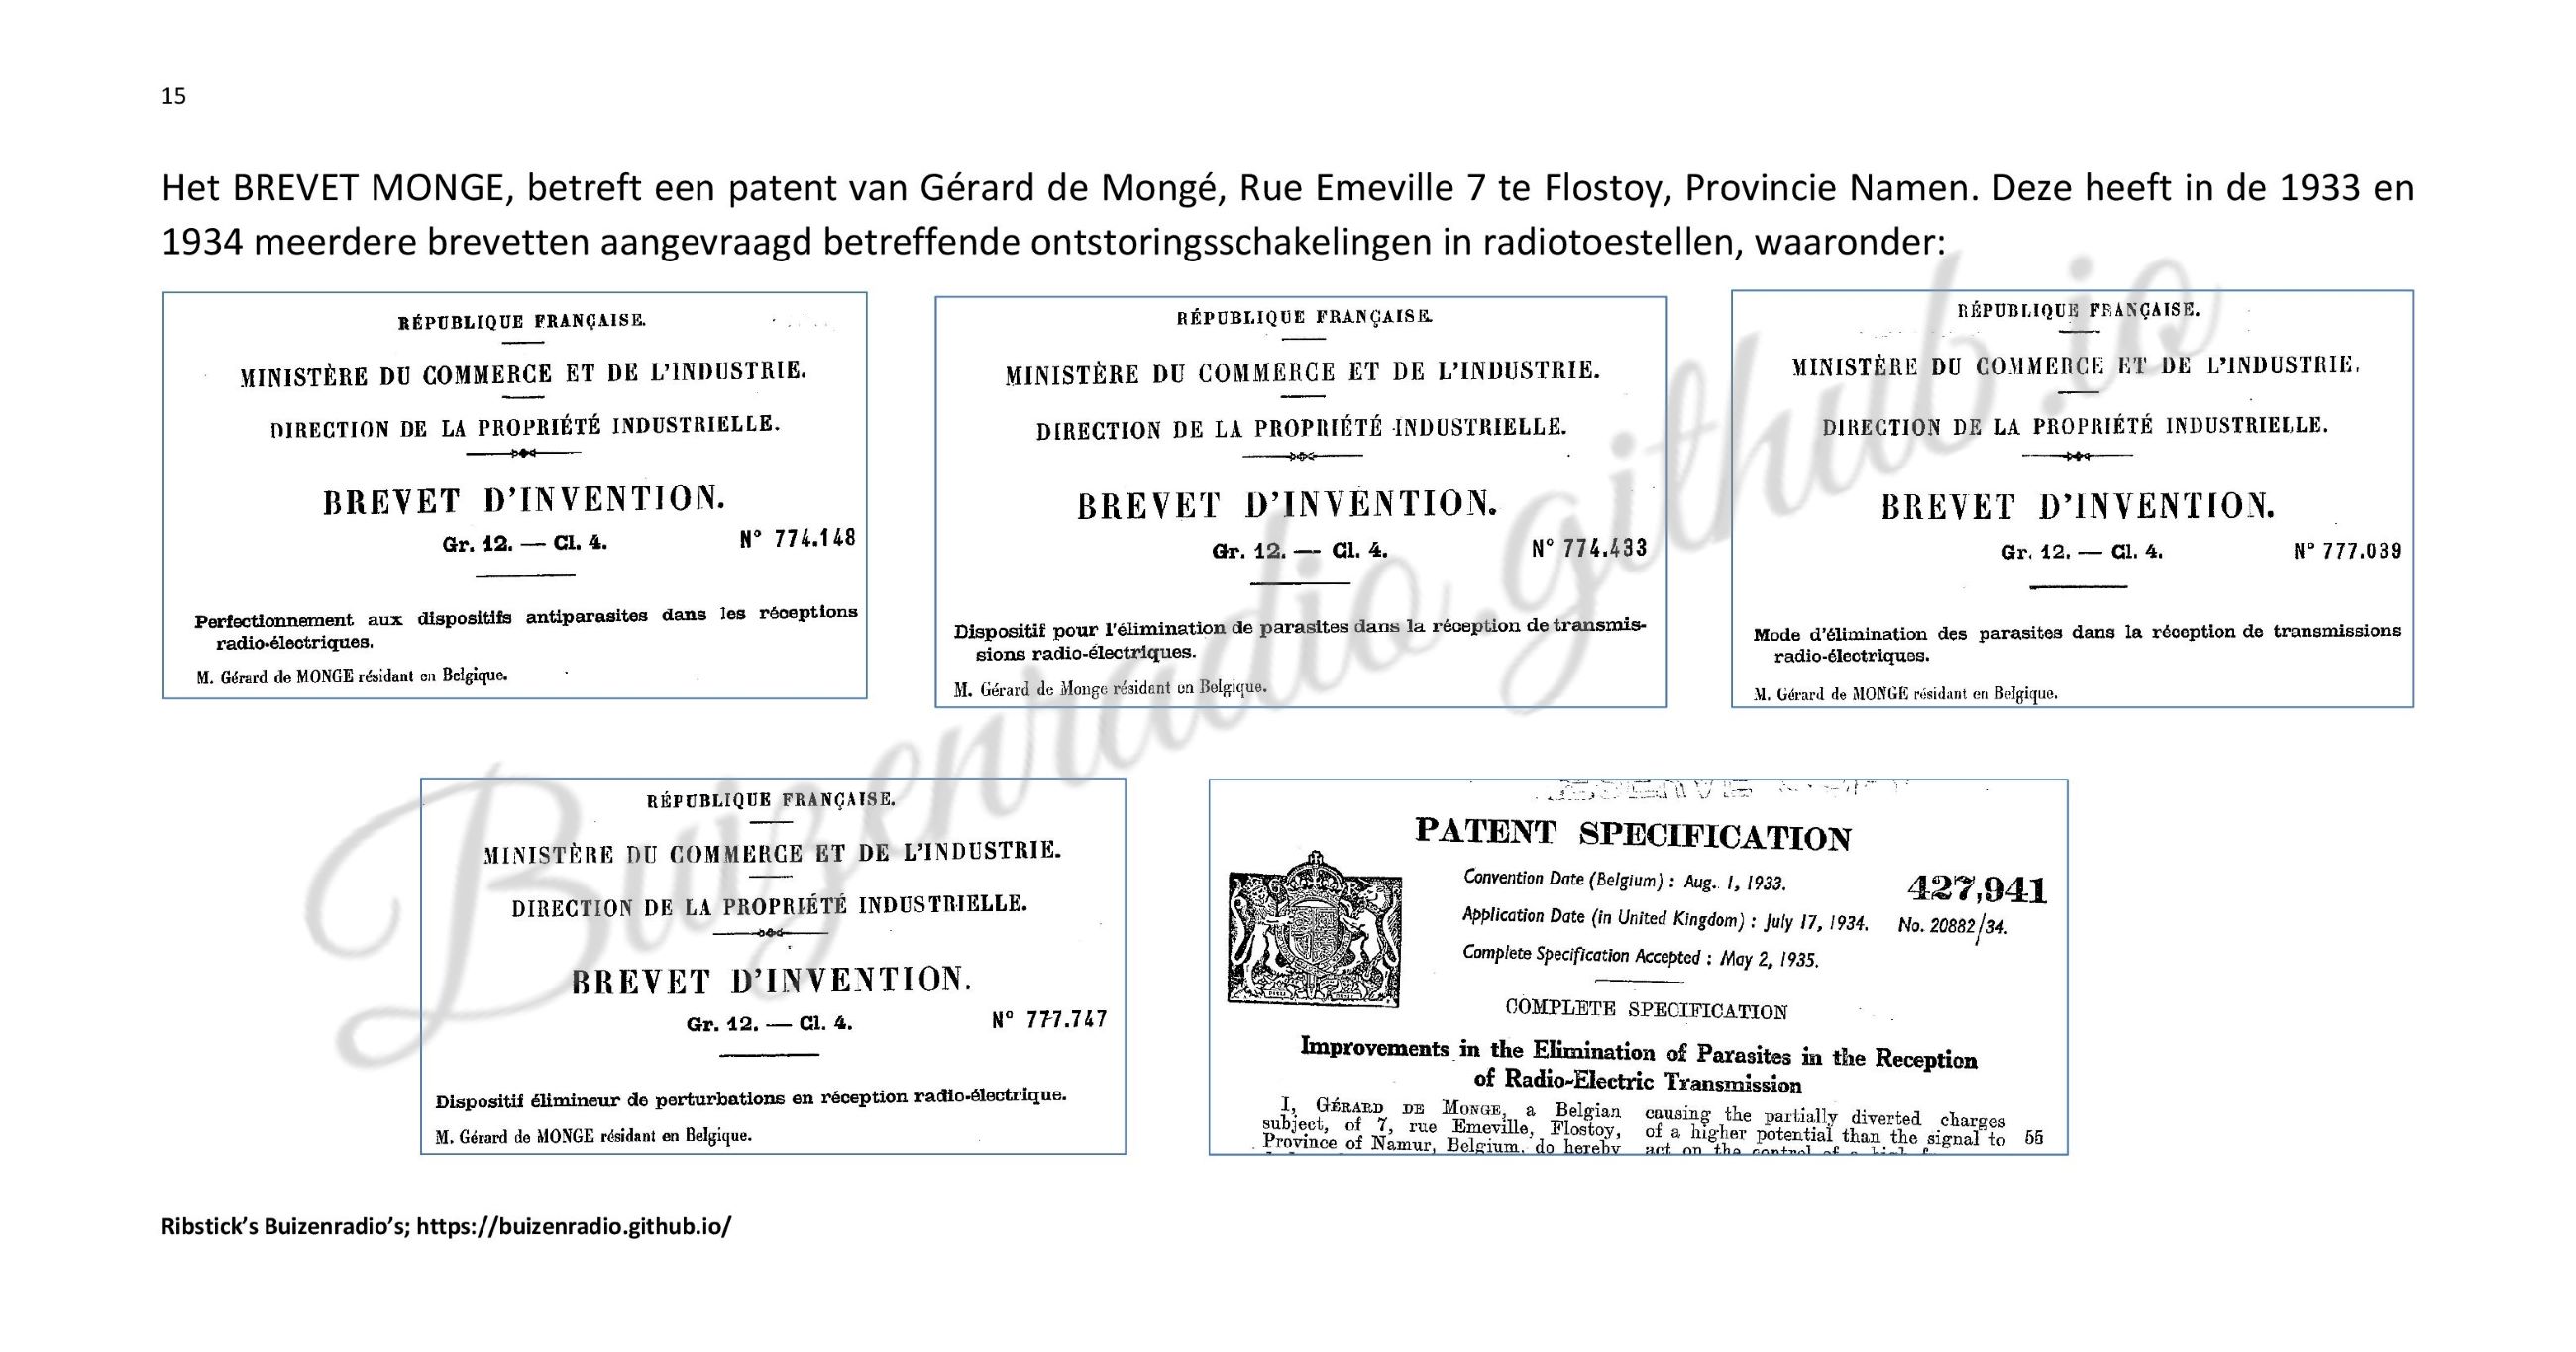 15
Het BREVET MONGE, betreft een patent van Gérard de Mongé, Rue Emeville 7 te Flostoy, Provincie Namen. Deze heeft in de 1933 en
1934 meerdere brevetten aangevraagd betreffende ontstoringsschakelingen in radiotoestellen, waaronder:
RÉPUBLIQUE FRANÇAISE.
MINISTÈRE DU COMMERCE ET DE L'INDUSTRIE.
DIRECTION DE LA PROPRIÉTÉ INDUSTRIELLE.
BREVET D'INVENTION.
Gr. 12. — Cl. 4. N° 774.148
Perfectionnement aux dispositifs antiparasites dans les réceptions
radio-électriques.
M. Gérard de MONGE résidant en Belgique.
RÉPUBLIQUE FRANÇAISE.
MINISTÈRE DU COMMERCE ET DE L'INDUSTRIE.
DIRECTION DE LA PROPRIÉTÉ INDUSTRIELLE.
BREVET D'INVENTION.
Gr. 12. — Cl. 4. N° 774.433
Dispositif pour l'élimination de parasites dans la réception de transmis-
sions radio-électriques.
M. Gérard de Monge résidant en Belgique.
RÉPUBLIQUE FRANÇAISE.
MINISTÈRE DU COMMERCE ET DE L'INDUSTRIE.
DIRECTION DE LA PROPRIÉTÉ INDUSTRIELLE.
BREVET D'INVENTION.
Gr. 12. — Cl. 4. N° 777.039
Mode d'élimination des parasites dans la réception de transmissions
radio-électriques.
M. Gérard de MONGE résidant en Belgique.
RÉPUBLIQUE FRANÇAISE.
MINISTÈRE DU COMMERCE ET DE L'INDUSTRIE.
DIRECTION DE LA PROPRIÉTÉ INDUSTRIELLE.
BREVET D'INVENTION.
Gr. 12. — Cl. 4. N° 777.747
Dispositif élimineur de perturbations en réception radio-électrique.
M. Gérard de MONGE résidant en Belgique.
PATENT SPECIFICATION
Convention Date (Belgium) : Aug. 1, 1933. 427,941
Application Date (in United Kingdom) : July 17, 1934. No. 20882/34.
Complete Specification Accepted : May 2, 1935.
COMPLETE SPECIFICATION
Improvements in the Elimination of Parasites in the Reception
of Radio-Electric Transmission
I, GÉRARD DE MONGE, a Belgian
subject, of 7, rue Emeville, Flostoy,
Province of Namur, Belgium, do hereby
causing the partially diverted charges
of a higher potential than the signal to 55
act on the control of a
Buizenradio.github.io
Ribstick’s Buizenradio’s; https://buizenradio.github.io/